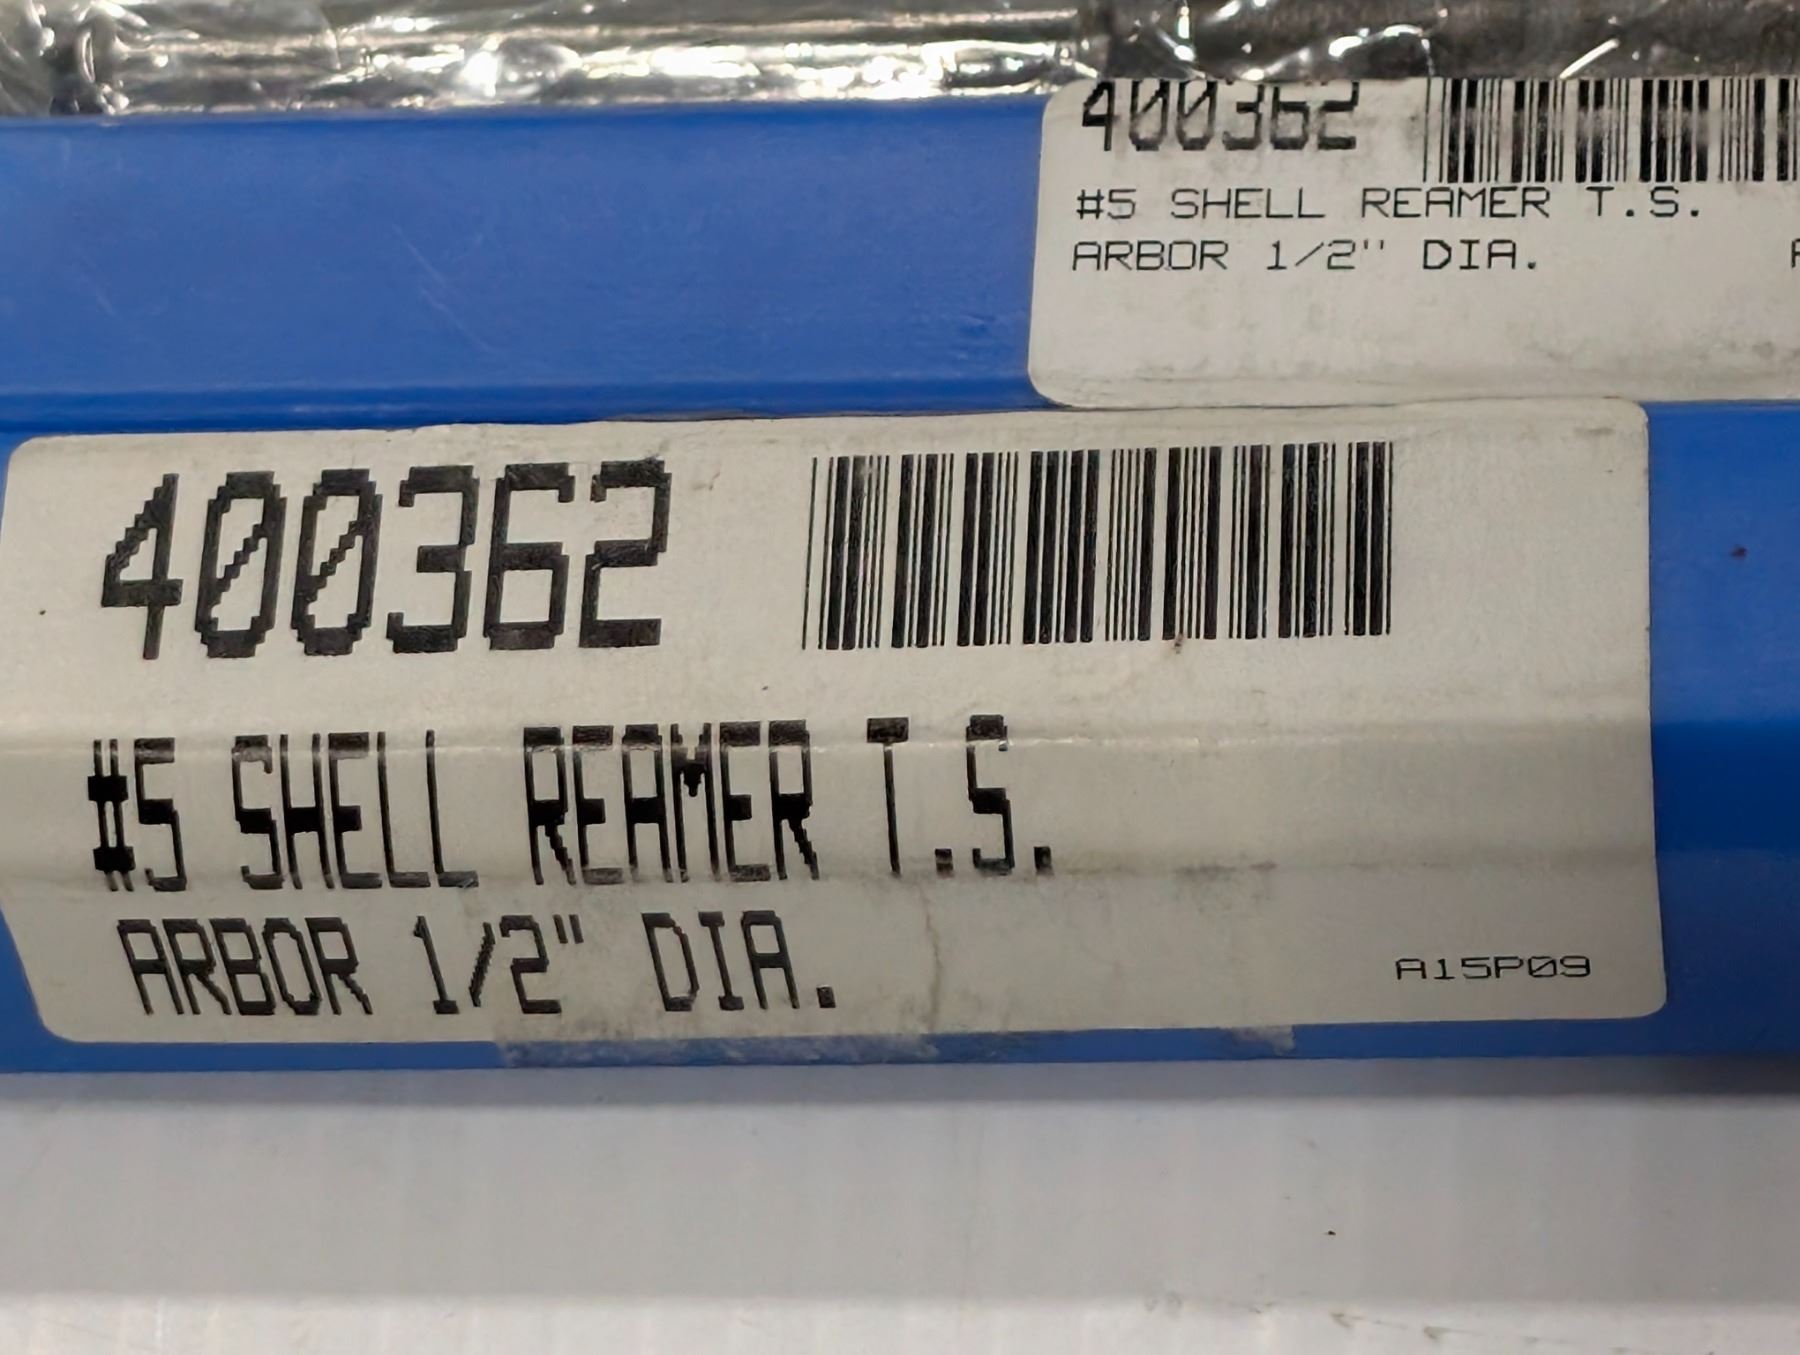 400362
#5 SHELL REAMER T.S.
ARBOR 1/2" DIA.
400362
#5 SHELL REAMER T.S.
ARBOR 1/2" DIA.
A15P09